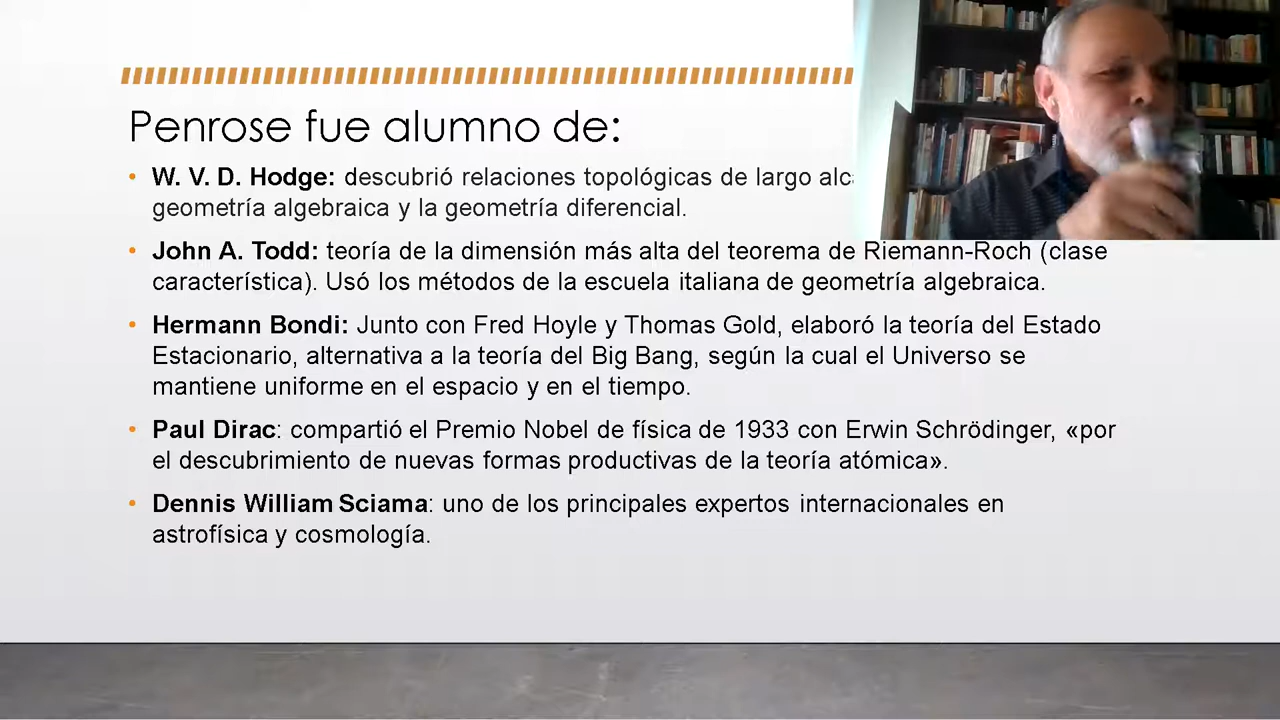 Penrose fue alumno de:
• W. V. D. Hodge: descubrió relaciones topológicas de largo
geometría algebraica y la geometría diferencial.
• John A. Todd: teoría de la dimensión más alta del teorema de Riemann-Roch (clase
característica). Usó los métodos de la escuela italiana de geometría algebraica.
• Hermann Bondi: Junto con Fred Hoyle y Thomas Gold, elaboró la teoría del Estado
Estacionario, alternativa a la teoría del Big Bang, según la cual el Universo se
mantiene uniforme en el espacio y en el tiempo.
• Paul Dirac: compartió el Premio Nobel de física de 1933 con Erwin Schrödinger, «por
el descubrimiento de nuevas formas productivas de la teoría atómica».
• Dennis William Sciama: uno de los principales expertos internacionales en
astrofísica y cosmología.